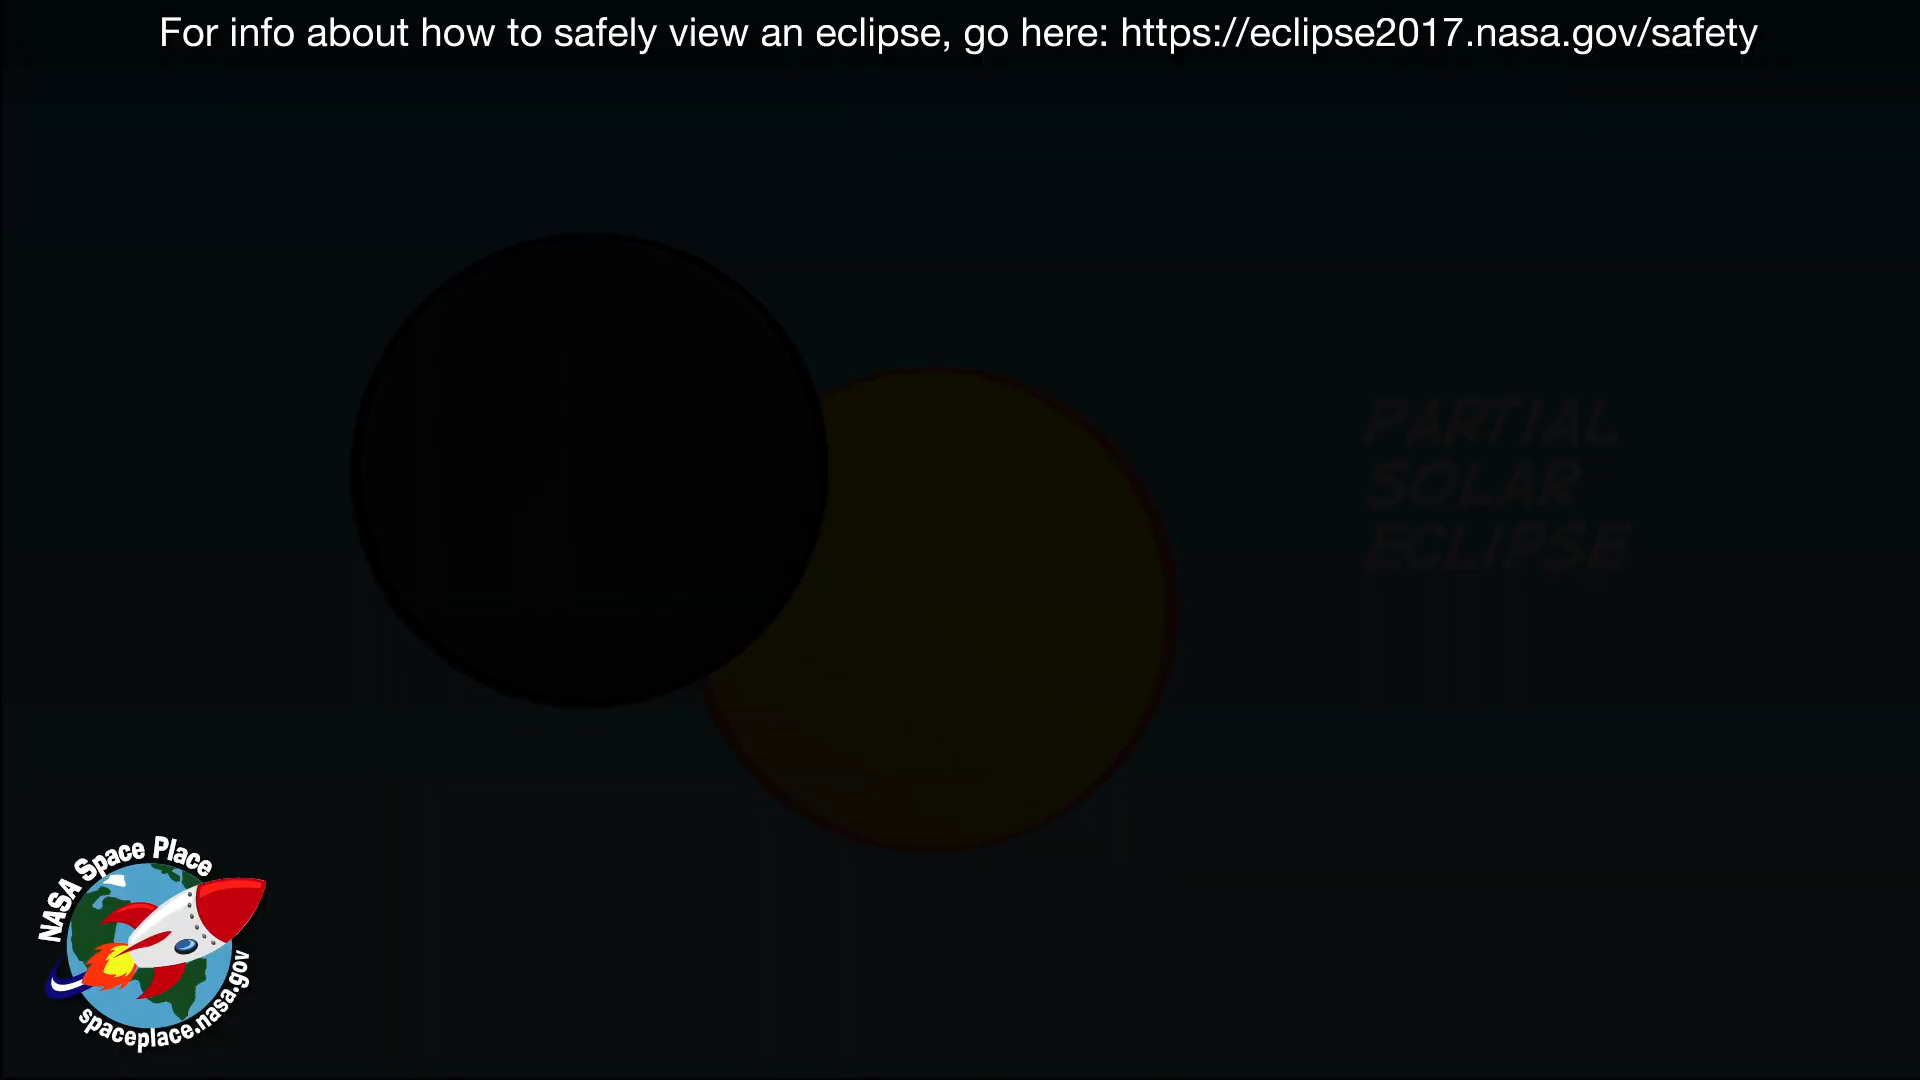 For info about how to safely view an eclipse, go here: https://eclipse2017.nasa.gov/safety
PARTIAL
SOLAR
ECLIPSE
NASA Space Place
spaceplace.nasa.gov